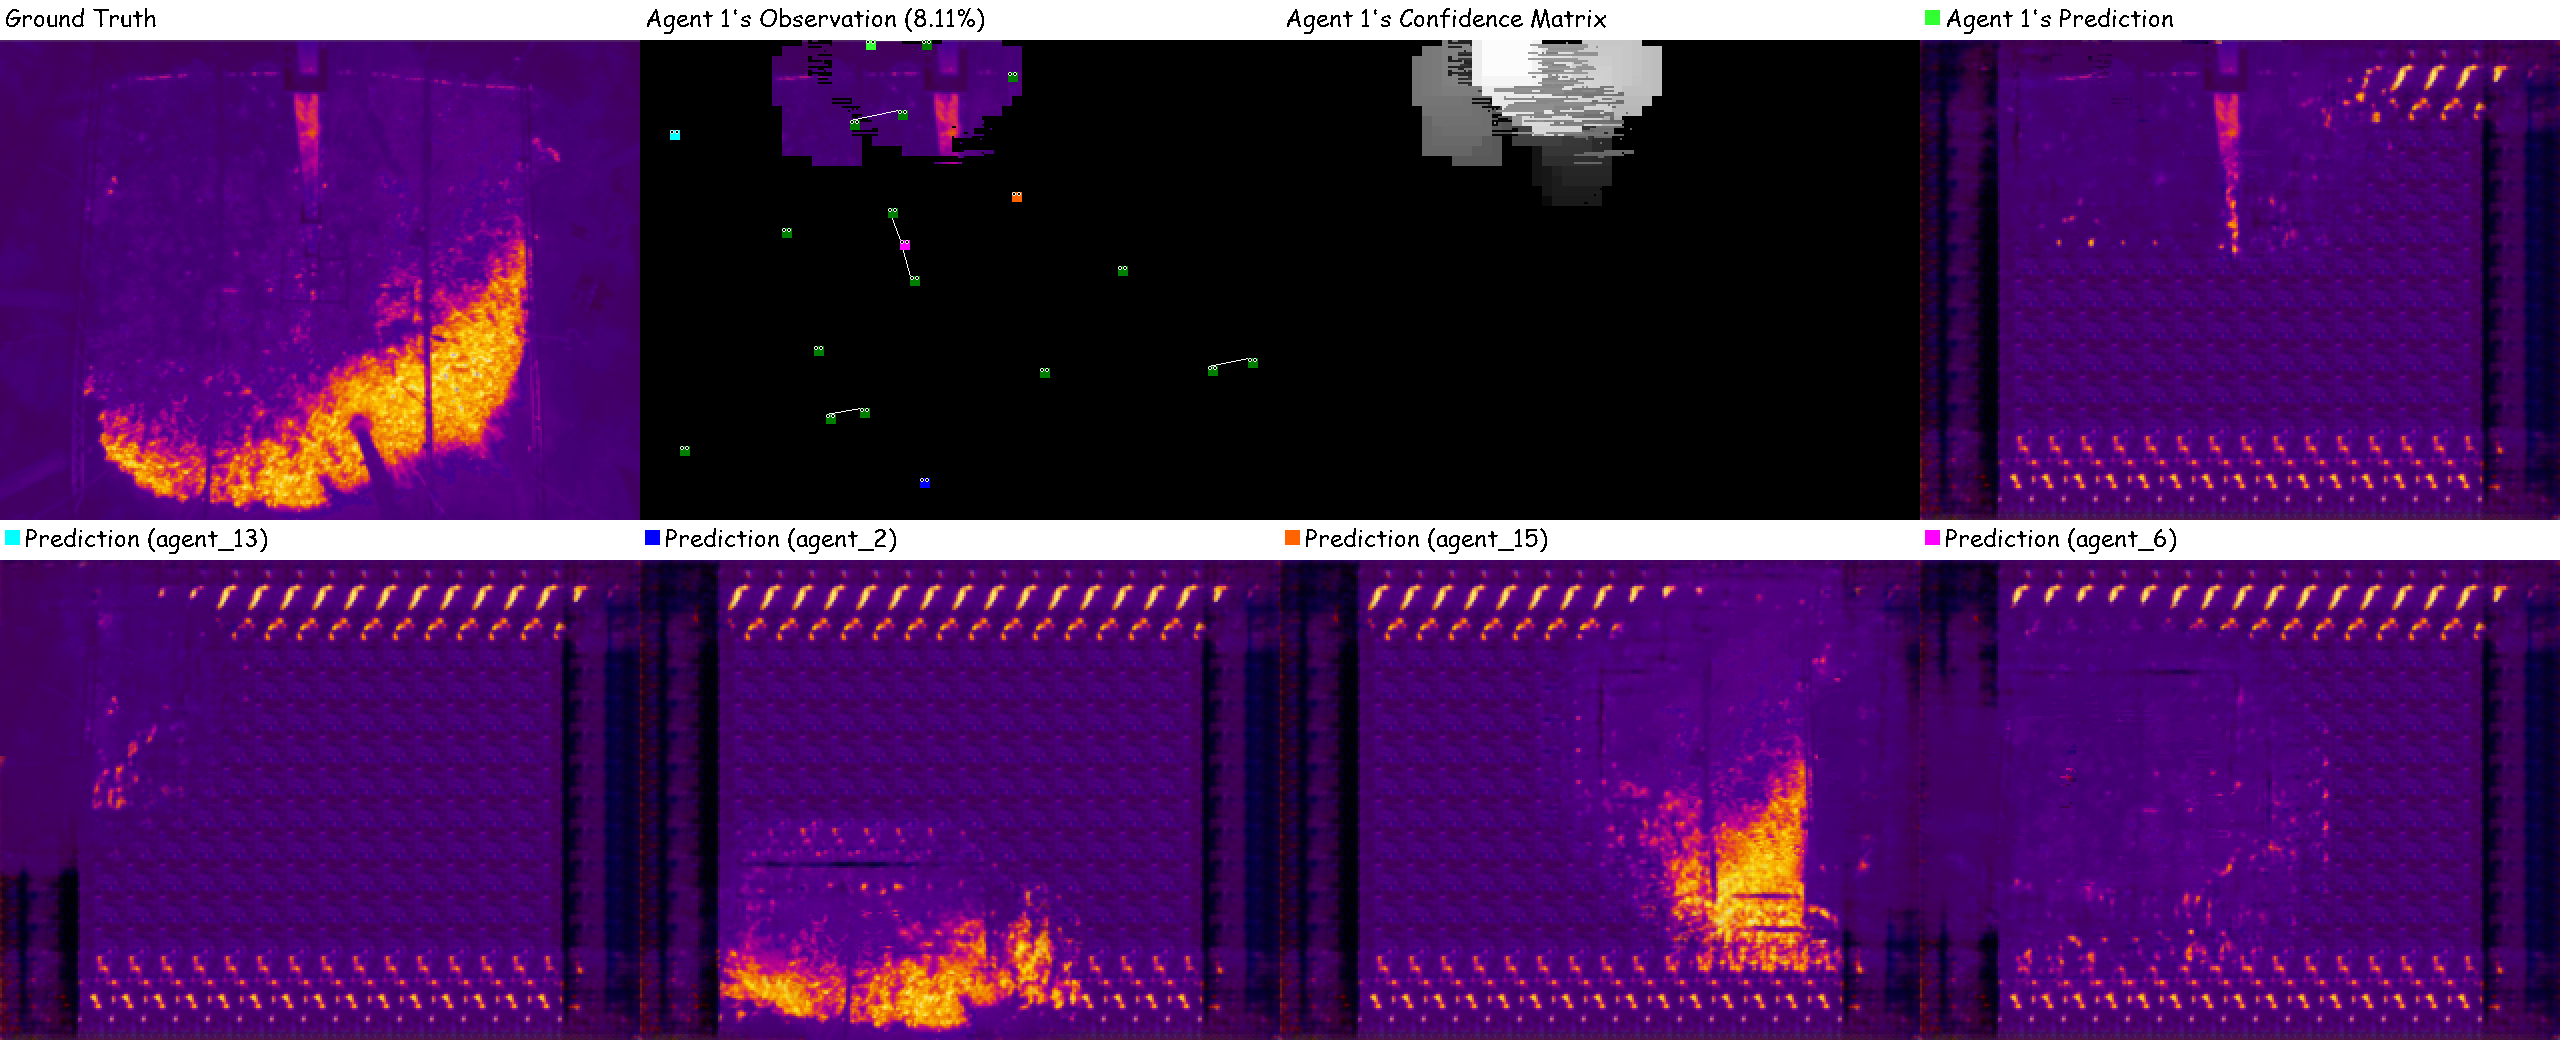 Ground Truth
Agent 1's Observation (8.11%)
Agent 1's Confidence Matrix
Agent 1's Prediction
Prediction (agent_13)
Prediction (agent_2)
Prediction (agent_15)
Prediction (agent_6)